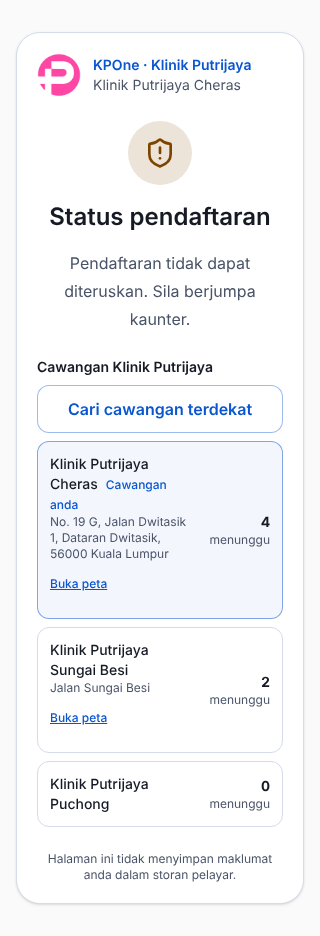 KPOne · Klinik Putrijaya
Klinik Putrijaya Cheras
Status pendaftaran
Pendaftaran tidak dapat
diteruskan. Sila berjumpa
kaunter.
Cawangan Klinik Putrijaya
Cari cawangan terdekat
Klinik Putrijaya
Cheras Cawangan
anda
No. 19 G, Jalan Dwitasik
1, Dataran Dwitasik,
56000 Kuala Lumpur
Buka peta
4
menunggu
Klinik Putrijaya
Sungai Besi
Jalan Sungai Besi
Buka peta
2
menunggu
Klinik Putrijaya
Puchong
0
menunggu
Halaman ini tidak menyimpan maklumat
anda dalam storan pelayar.